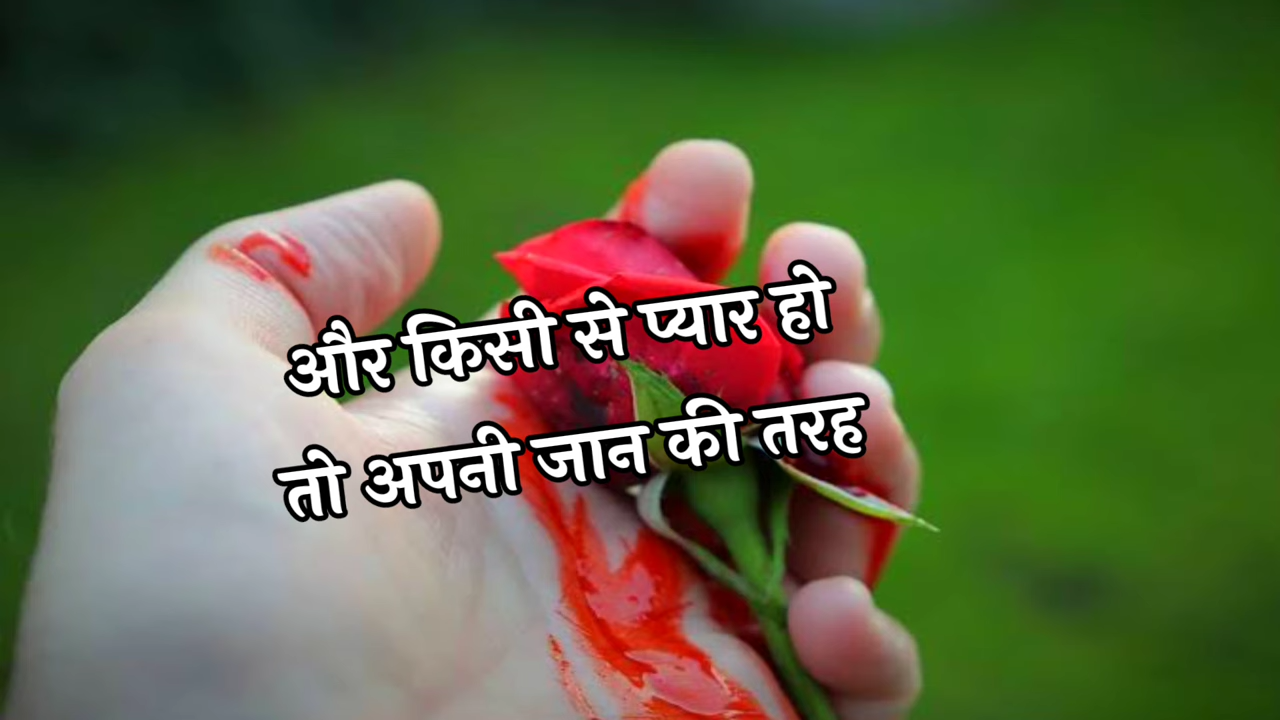 और किसी से प्यार हो
तो अपनी जान की तरह